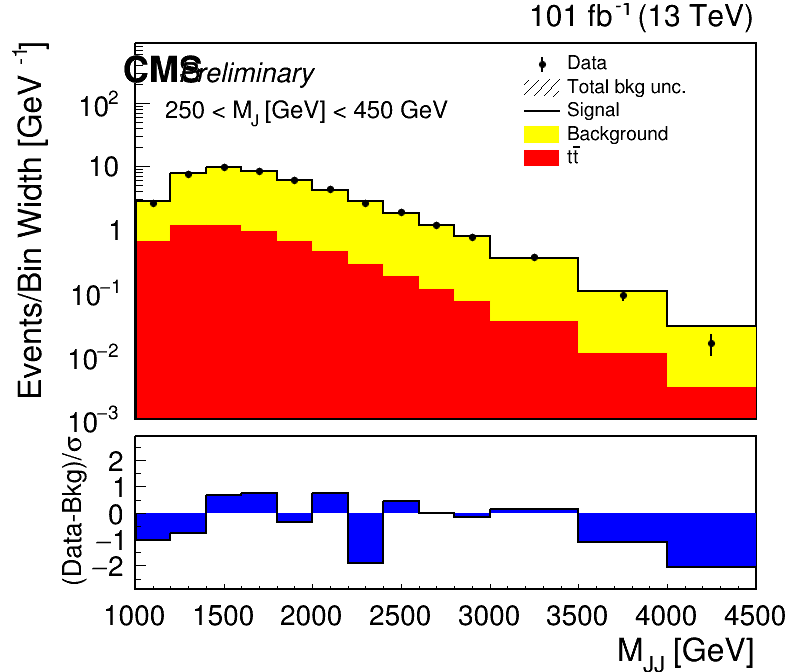 101 fb⁻¹ (13 TeV)
CMS Preliminary
250 < M_J [GeV] < 450 GeV
Data
Total bkg unc.
Signal
Background
tt̄
Events/Bin Width [GeV⁻¹]
10²
10
1
10⁻¹
10⁻²
10⁻³
(Data-Bkg)/σ
2
1
0
−1
−2
1000 1500 2000 2500 3000 3500 4000 4500
M_JJ [GeV]